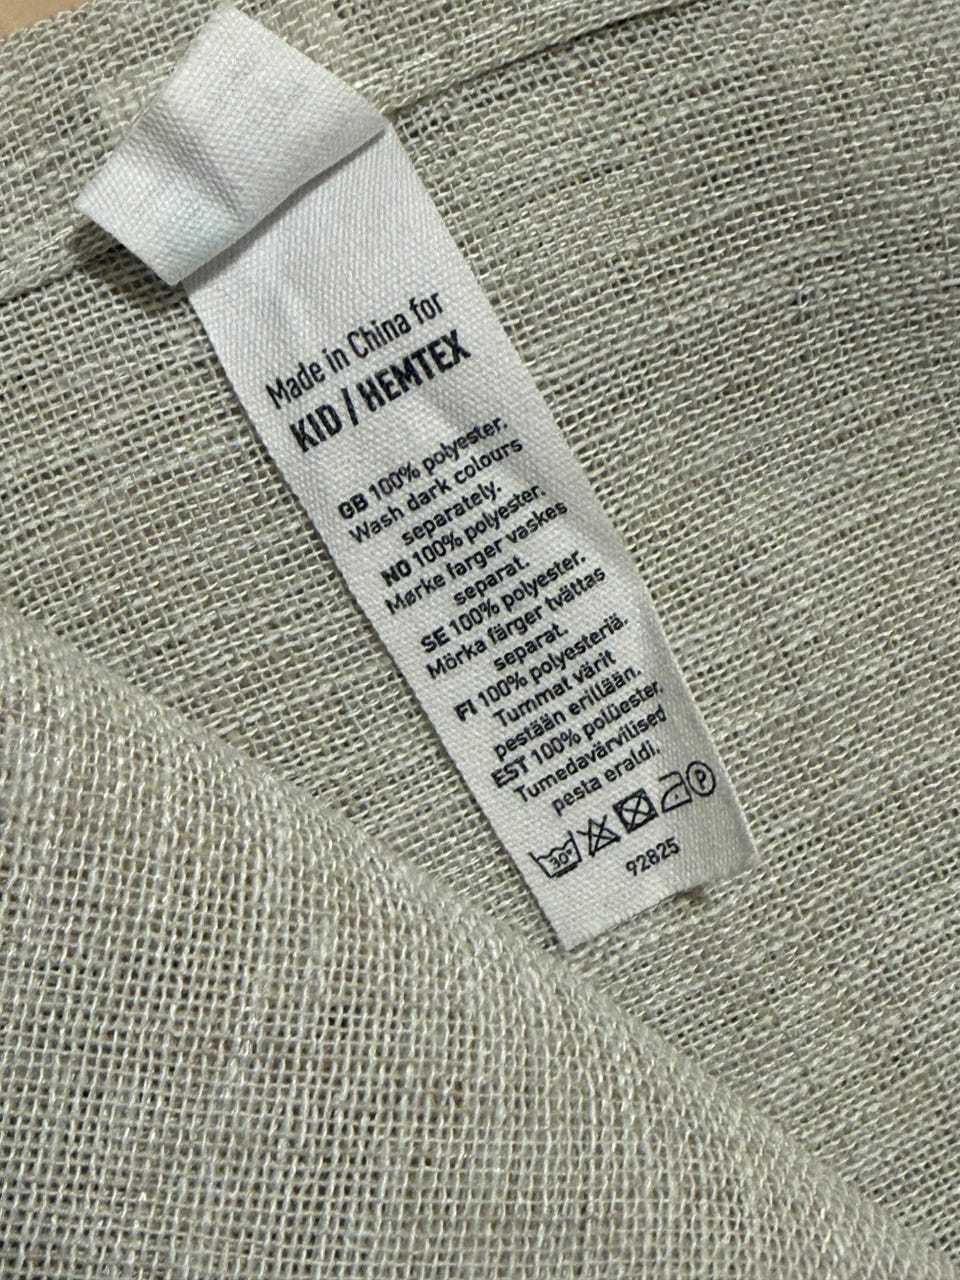 Made in China for
KID / HEMTEX
GB 100% polyester.
Wash dark colours
separately.
NO 100% polyester.
Mørke farger vaskes
separat.
SE 100% polyester.
Mörka färger tvättas
separat.
FI 100% polyesteriä.
Tummat värit
pestään erillään.
EST 100% polüester.
Tumedavärvilised
pesta eraldi.
30° P
92825